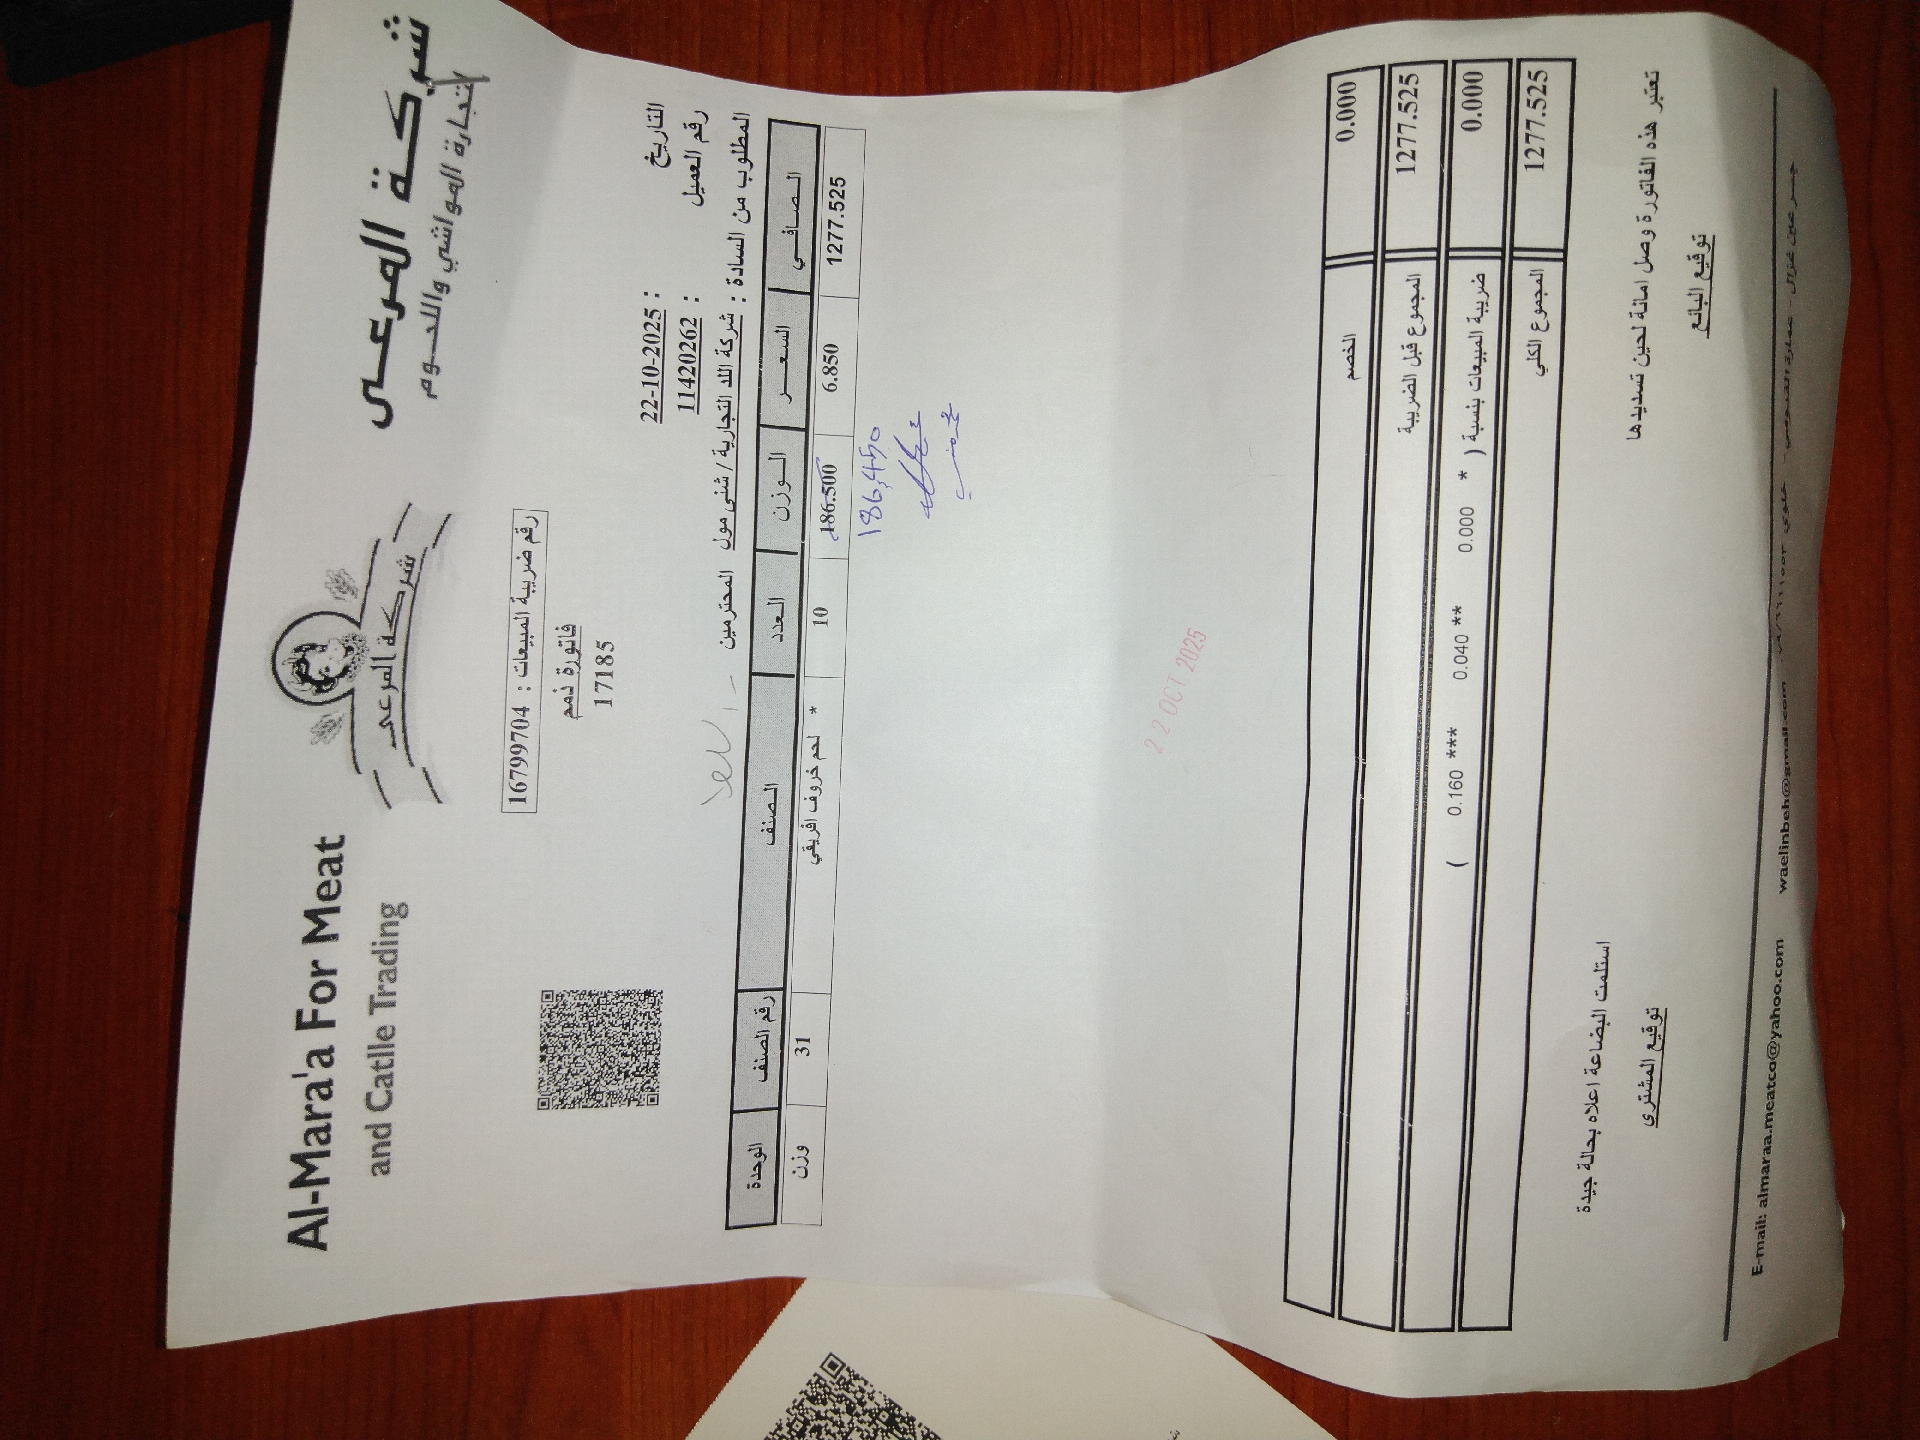 شركة المرعى
لتجارة المواشي واللحوم
شركة المرعى
Al-Mara'a For Meat
and Catlle Trading
رقم ضريبة المبيعات : 16799704
فاتورة ذمم
17185
التاريخ : 22-10-2025
رقم العميل : 11420262
المطلوب من السادة : شركة اللد التجارية / شني مول المحترمين
الصافي السعر الوزن العدد الصنف رقم الصنف الوحدة
1277.525 6.850 186.500 10 * لحم خروف افريقي 31 وزن
186,450
22 OCT 2025
0.000 الخصم
1277.525 المجموع قبل الضريبة
0.000 ضريبة المبيعات بنسبة ( * 0.000 ** 0.040 *** 0.160 )
1277.525 المجموع الكلي
تعتبر هذه الفاتورة وصل امانة لحين تسديدها
استلمت البضاعة اعلاه بحالة جيدة
توقيع البائع
توقيع المشتري
E-mail: almaraa.meatco@yahoo.com waelinbeh@gmail.com